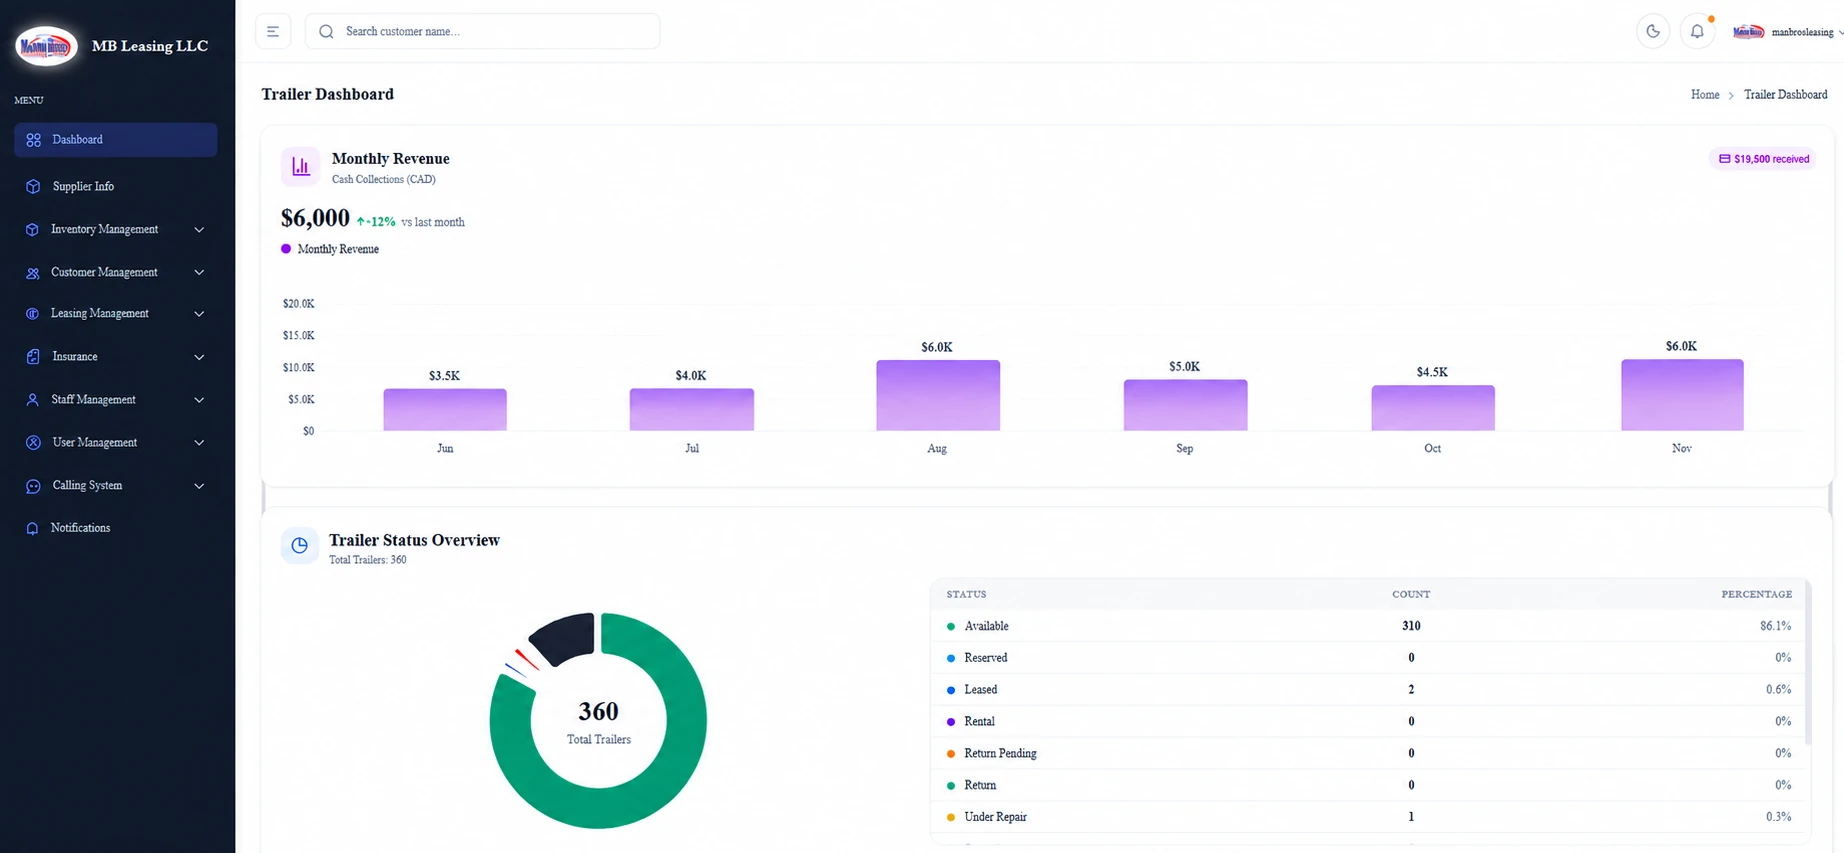 MB Leasing LLC
Search customer name...
manbrosleasing
MENU
Dashboard
Supplier Info
Inventory Management
Customer Management
Leasing Management
Insurance
Staff Management
User Management
Calling System
Notifications
Trailer Dashboard
Home > Trailer Dashboard
Monthly Revenue
Cash Collections (CAD)
$19,500 received
$6,000 ↑-12% vs last month
Monthly Revenue
$20.0K
$15.0K
$10.0K
$5.0K
$0
$3.5K
$4.0K
$6.0K
$5.0K
$4.5K
$6.0K
Jun Jul Aug Sep Oct Nov
Trailer Status Overview
Total Trailers: 360
360
Total Trailers
STATUS COUNT PERCENTAGE
Available 310 86.1%
Reserved 0 0%
Leased 2 0.6%
Rental 0 0%
Return Pending 0 0%
Return 0 0%
Under Repair 1 0.3%